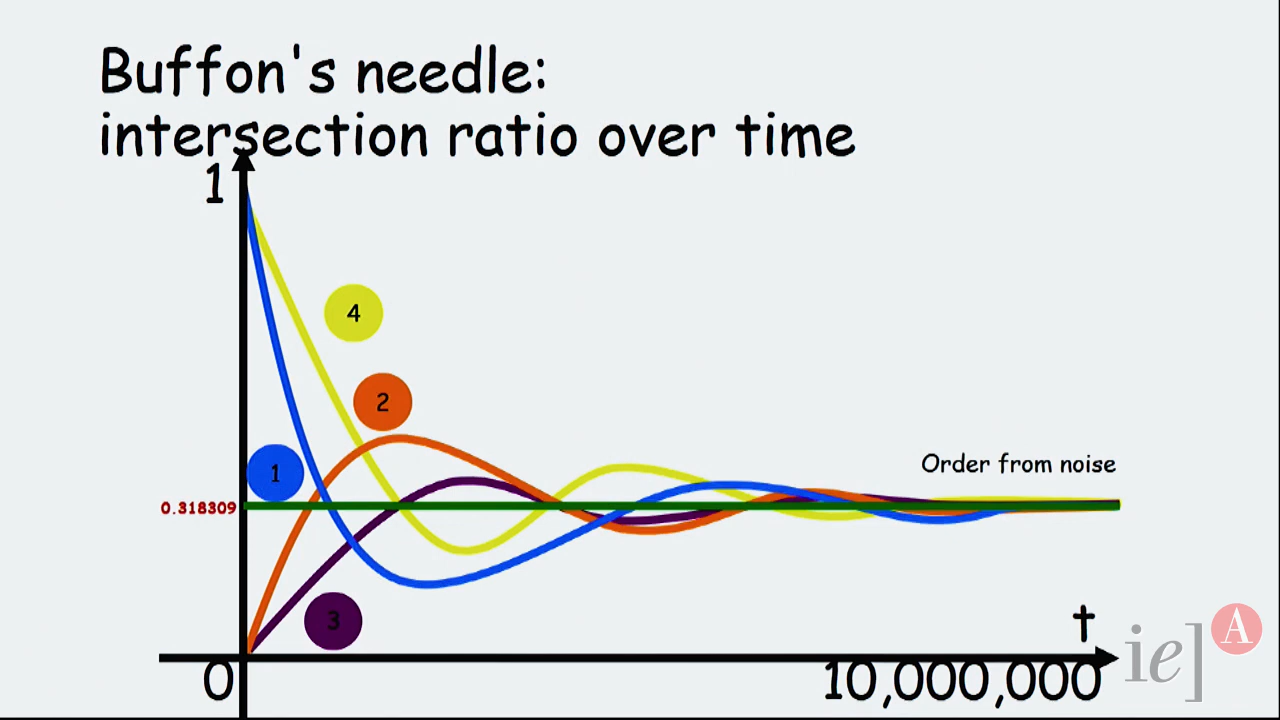 Buffon's needle:
intersection ratio over time
1
4
2
1
Order from noise
0.318309
3
t
0
10,000,000
ie]
A